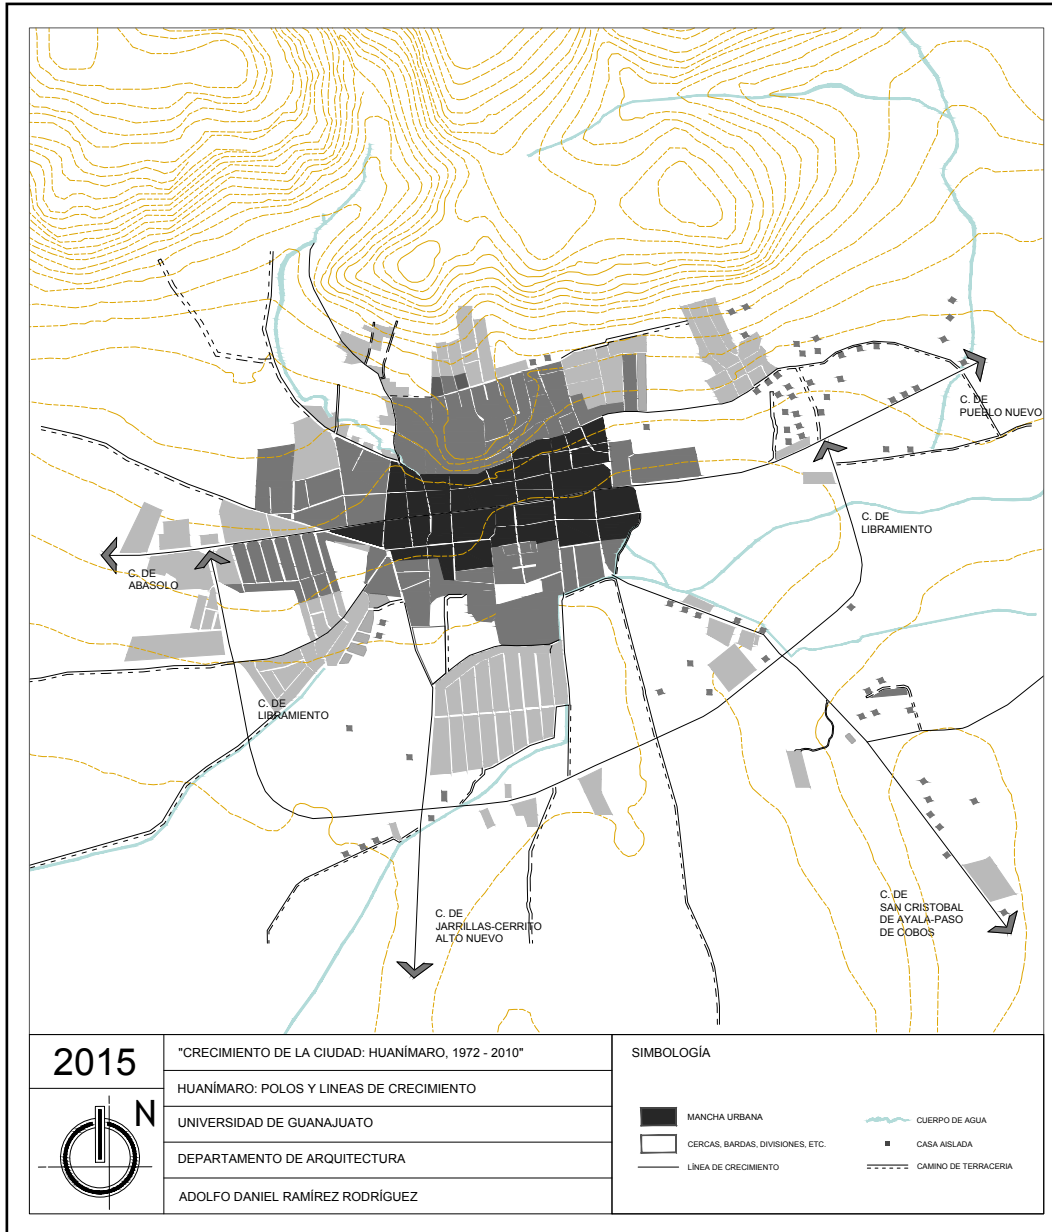 C. DE
PUEBLO NUEVO
C. DE
LIBRAMIENTO
C. DE
ABASOLO
C. DE
LIBRAMIENTO
C. DE
JARRILLAS-CERRITO
ALTO NUEVO
C. DE
SAN CRISTOBAL
DE AYALA-PASO
DE COBOS
2015
N
"CRECIMIENTO DE LA CIUDAD: HUANÍMARO, 1972 - 2010"
HUANÍMARO: POLOS Y LINEAS DE CRECIMIENTO
UNIVERSIDAD DE GUANAJUATO
DEPARTAMENTO DE ARQUITECTURA
ADOLFO DANIEL RAMÍREZ RODRÍGUEZ
SIMBOLOGÍA
MANCHA URBANA
CERCAS, BARDAS, DIVISIONES, ETC.
LÍNEA DE CRECIMIENTO
CUERPO DE AGUA
CASA AISLADA
CAMINO DE TERRACERIA